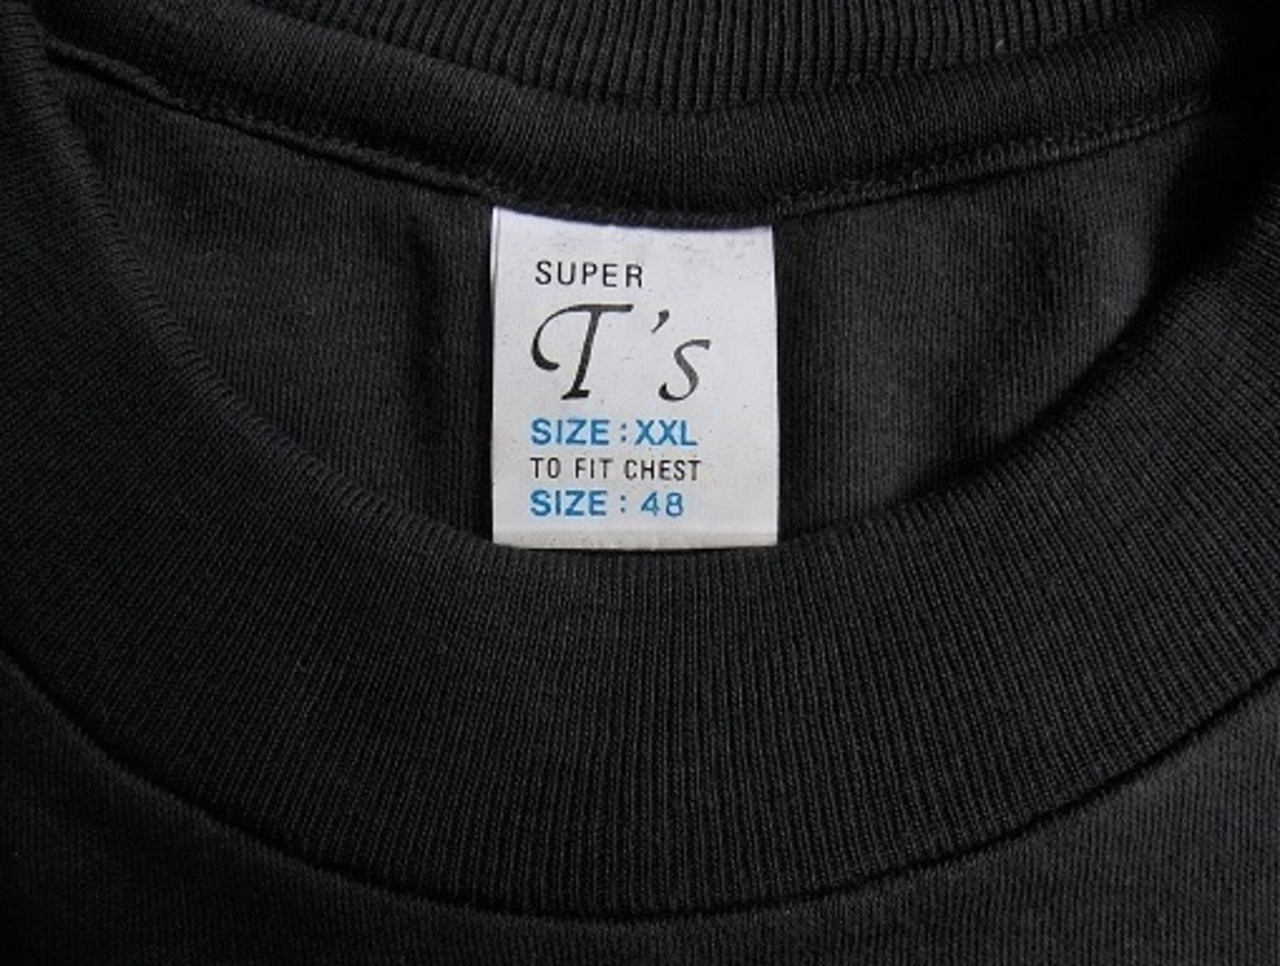 SUPER
T's
SIZE : XXL
TO FIT CHEST
SIZE : 48